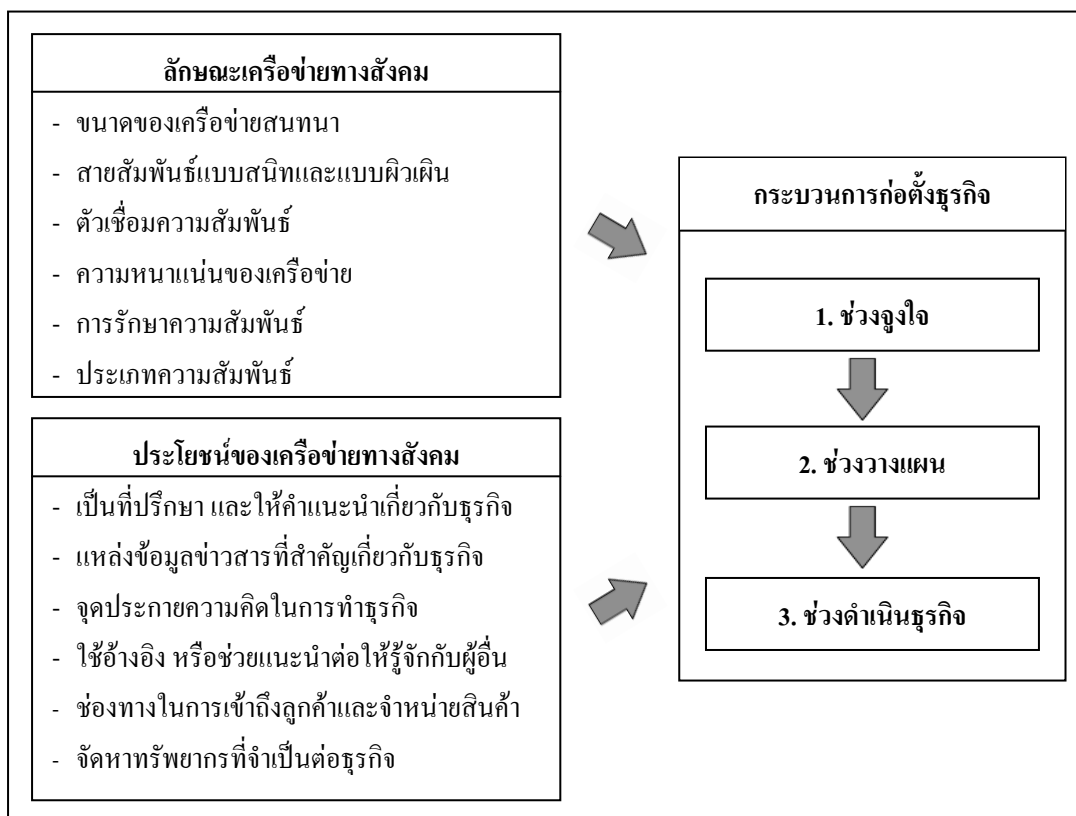 ลักษณะเครือข่ายทางสังคม
- ขนาดของเครือข่ายสนทนา
- สายสัมพันธ์แบบสนิทและแบบผิวเผิน
- ตัวเชื่อมความสัมพันธ์
- ความหนาแน่นของเครือข่าย
- การรักษาความสัมพันธ์
- ประเภทความสัมพันธ์
ประโยชน์ของเครือข่ายทางสังคม
- เป็นที่ปรึกษา และให้คำแนะนำเกี่ยวกับธุรกิจ
- แหล่งข้อมูลข่าวสารที่สำคัญเกี่ยวกับธุรกิจ
- จุดประกายความคิดในการทำธุรกิจ
- ใช้อ้างอิง หรือช่วยแนะนำต่อให้รู้จักกับผู้อื่น
- ช่องทางในการเข้าถึงลูกค้าและจำหน่ายสินค้า
- จัดหาทรัพยากรที่จำเป็นต่อธุรกิจ
กระบวนการก่อตั้งธุรกิจ
1. ช่วงจูงใจ
2. ช่วงวางแผน
3. ช่วงดำเนินธุรกิจ